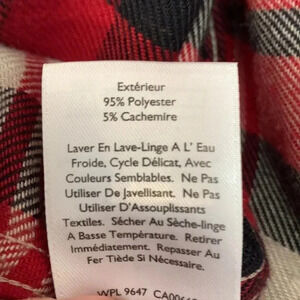 Extérieur
95% Polyester
5% Cachemire
Laver En Lave-Linge A L' Eau
Froide, Cycle Délicat, Avec
Couleurs Semblables. Ne Pas
Utiliser De Javellisant. Ne Pas
Utiliser D'Assouplissants
Textiles. Sécher Au Sèche-linge
A Basse Température. Retirer
Immédiatement. Repasser Au
Fer Tiède Si Nécessaire.
WPL 9647